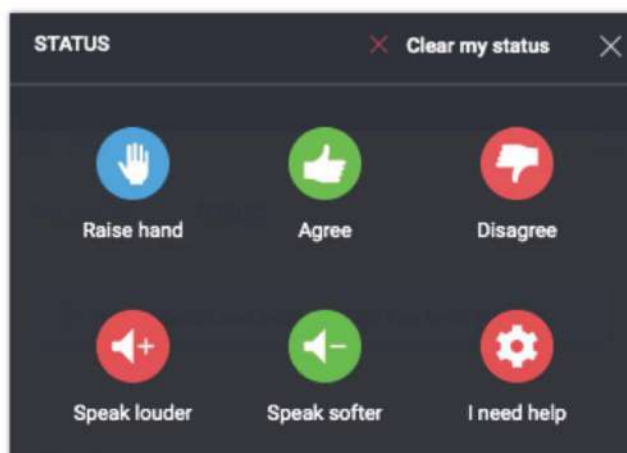 STATUS Clear my status
Raise hand Agree Disagree
Speak louder Speak softer I need help